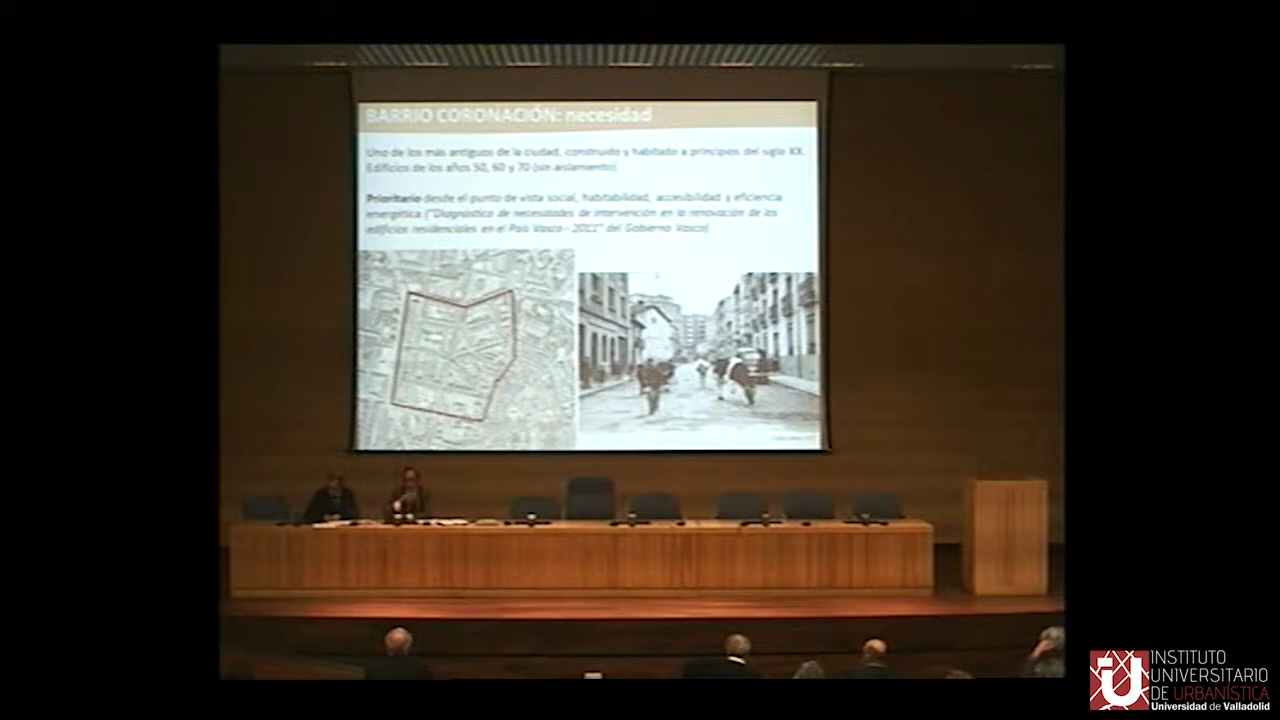 BARRIO CORONACIÓN: necesidad
Uno de los más antiguos de la ciudad, construido y habitado a principios del siglo XX.
Edificios de los años 50, 60 y 70 (sin aislamiento)
Prioritario desde el punto de vista social, habitabilidad, accesibilidad y eficiencia
energética ("Diagnóstico de necesidades de intervención en la renovación de los
edificios residenciales en el País Vasco - 2011" del Gobierno Vasco)
INSTITUTO
UNIVERSITARIO
DE URBANÍSTICA
Universidad de Valladolid